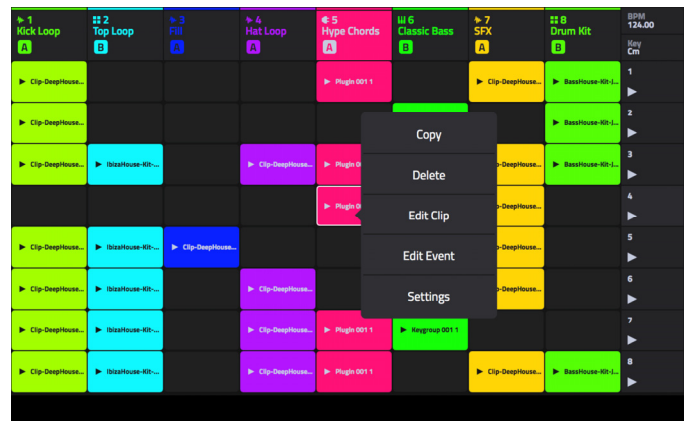 1 2 3 4 5 6 7 8 BPM
Kick Loop Top Loop Fill Hat Loop Hype Chords Classic Bass SFX Drum Kit 124.00
A B A A A B A B Key
Cm
Clip-DeepHouse... Plugin 001 1 Clip-DeepHouse... BassHouse-Kit-J... 1
Clip-DeepHouse... BassHouse-Kit-J... 2
Copy
Clip-DeepHouse... IbizaHouse-Kit-... Clip-DeepHouse... Plugin 0 -DeepHouse... BassHouse-Kit-J... 3
Delete
Plugin 0 -DeepHouse... 4
Edit Clip
Clip-DeepHouse... IbizaHouse-Kit-... Clip-DeepHouse... -DeepHouse... 5
Edit Event
Clip-DeepHouse... IbizaHouse-Kit-... Clip-DeepHouse... -DeepHouse... 6
Settings
Clip-DeepHouse... IbizaHouse-Kit-... Clip-DeepHouse... Plugin 001 1 Keygroup 001 1 7
Clip-DeepHouse... IbizaHouse-Kit-... Clip-DeepHouse... Plugin 001 1 Clip-DeepHouse... BassHouse-Kit-J... 8